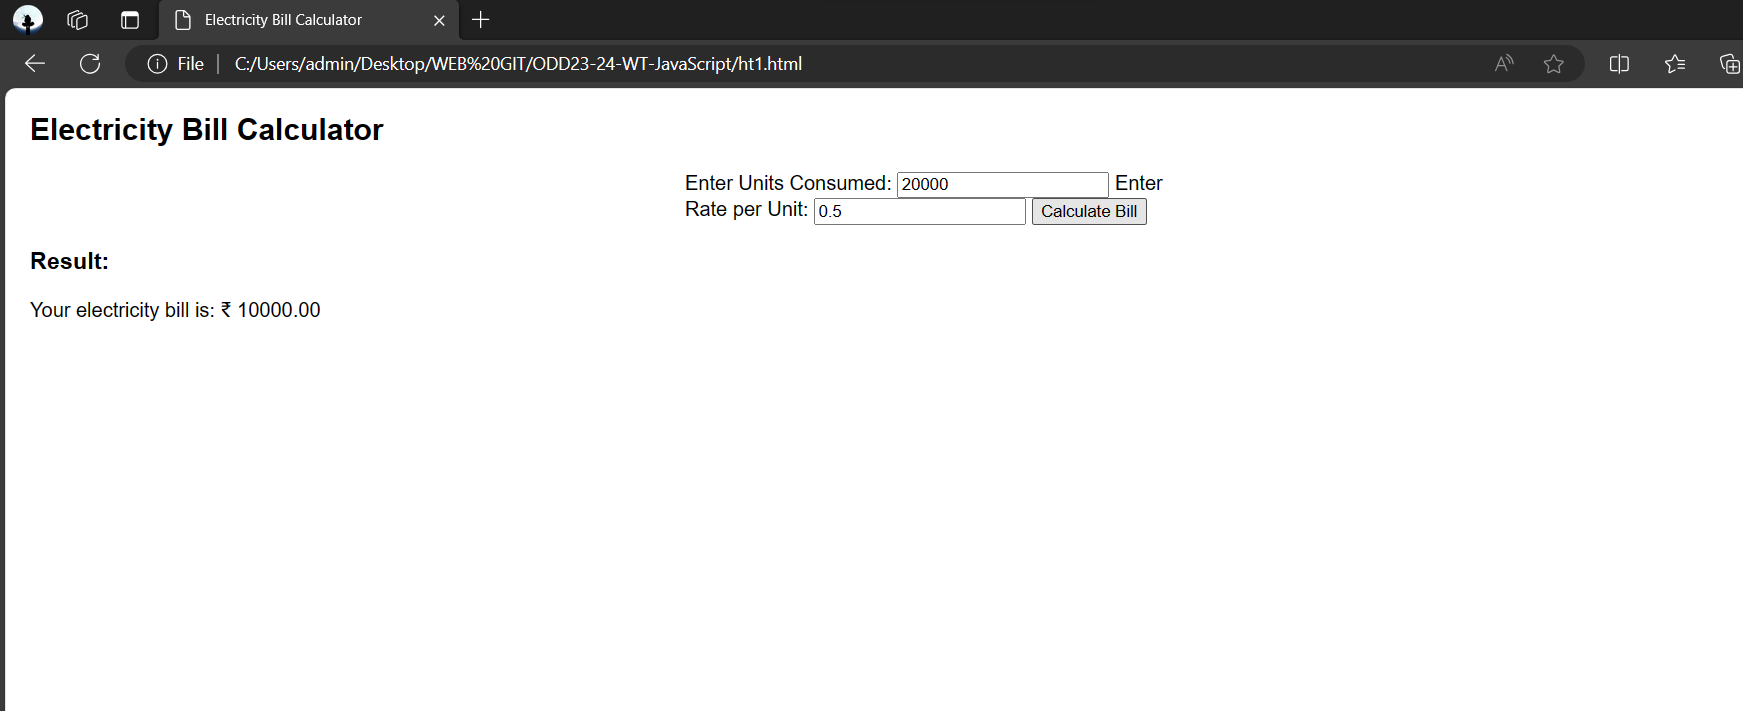 Electricity Bill Calculator
File C:/Users/admin/Desktop/WEB%20GIT/ODD23-24-WT-JavaScript/ht1.html
Electricity Bill Calculator
Enter Units Consumed: 20000 Enter
Rate per Unit: 0.5 Calculate Bill
Result:
Your electricity bill is: ₹ 10000.00